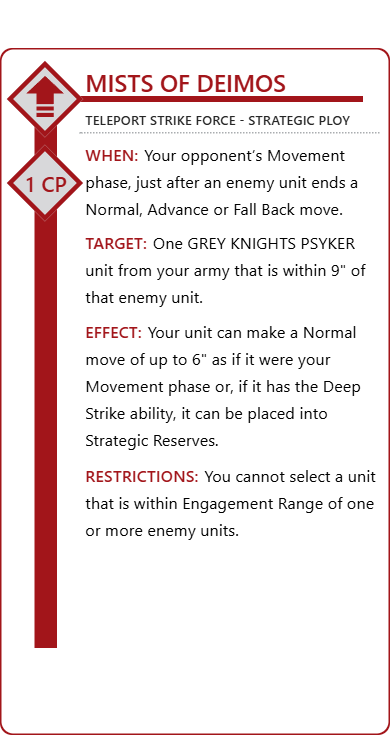 MISTS OF DEIMOS
TELEPORT STRIKE FORCE - STRATEGIC PLOY
1 CP
WHEN: Your opponent's Movement
phase, just after an enemy unit ends a
Normal, Advance or Fall Back move.
TARGET: One GREY KNIGHTS PSYKER
unit from your army that is within 9" of
that enemy unit.
EFFECT: Your unit can make a Normal
move of up to 6" as if it were your
Movement phase or, if it has the Deep
Strike ability, it can be placed into
Strategic Reserves.
RESTRICTIONS: You cannot select a unit
that is within Engagement Range of one
or more enemy units.